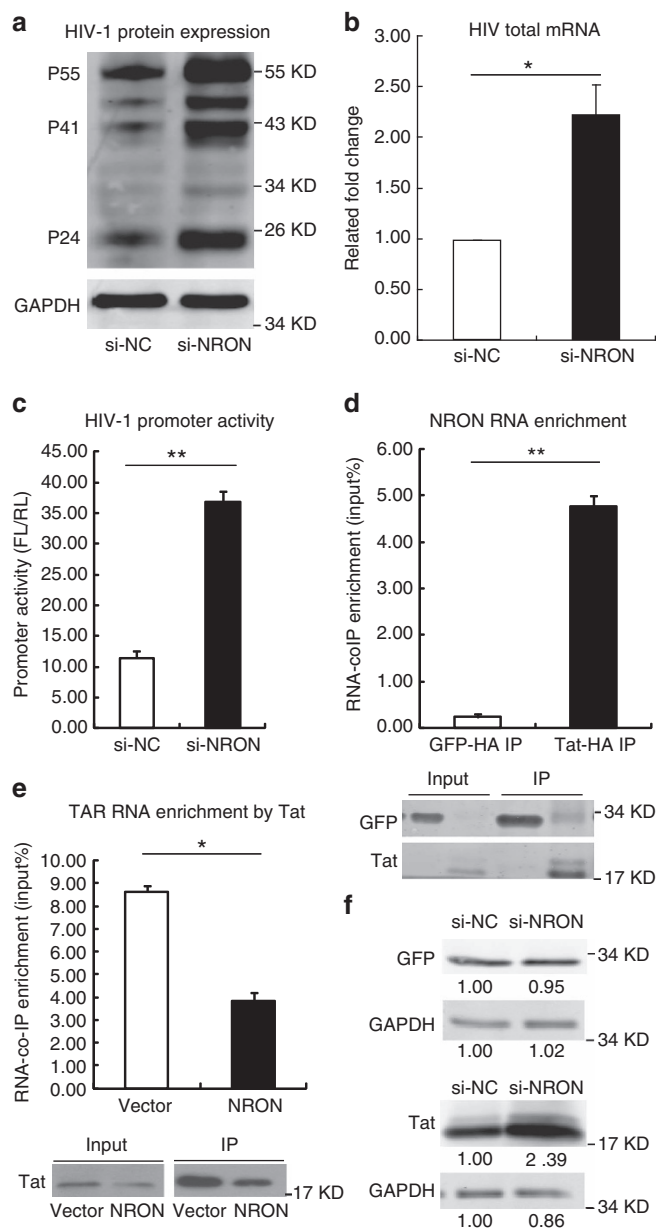 a
HIV-1 protein expression
P55
55 KD
P41
43 KD
34 KD
P24
26 KD
GAPDH
34 KD
si-NC si-NRON
b
HIV total mRNA
Related fold change
3.00
2.50
2.00
1.00
0.50
0.00
*
si-NC si-NRON
c
HIV-1 promoter activity
Promoter activity (FL/RL)
45.00
40.00
35.00
30.00
25.00
20.00
15.00
10.00
5.00
0.00
**
si-NC si-NRON
d
NRON RNA enrichment
RNA-coIP enrichment (input%)
6.00
5.00
4.00
3.00
2.00
1.00
0.00
**
GFP-HA IP Tat-HA IP
Input IP
GFP
34 KD
Tat
17 KD
e
TAR RNA enrichment by Tat
RNA-co-IP enrichment (input%)
10.00
9.00
8.00
7.00
6.00
5.00
4.00
3.00
2.00
1.00
0.00
*
Vector NRON
Input IP
Tat
17 KD
Vector NRON Vector NRON
f
si-NC si-NRON
GFP
34 KD
1.00 0.95
GAPDH
34 KD
1.00 1.02
si-NC si-NRON
Tat
17 KD
1.00 2 .39
GAPDH
34 KD
1.00 0.86